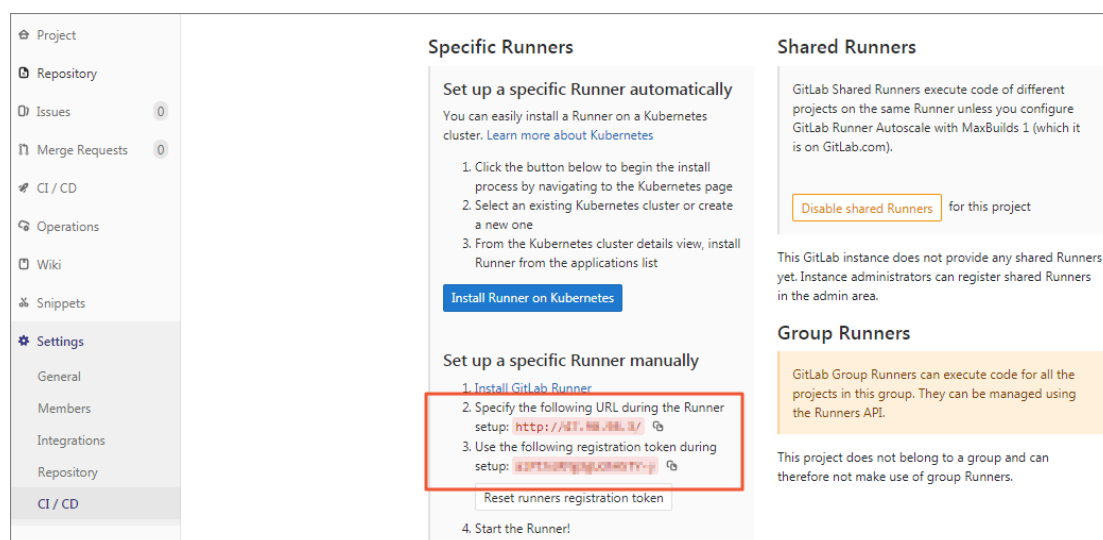 Project
Repository
Issues 0
Merge Requests 0
CI / CD
Operations
Wiki
Snippets
Settings
General
Members
Integrations
Repository
CI / CD
Specific Runners
Set up a specific Runner automatically
You can easily install a Runner on a Kubernetes
cluster. Learn more about Kubernetes
1. Click the button below to begin the install
process by navigating to the Kubernetes page
2. Select an existing Kubernetes cluster or create
a new one
3. From the Kubernetes cluster details view, install
Runner from the applications list
Install Runner on Kubernetes
Set up a specific Runner manually
1. Install GitLab Runner
2. Specify the following URL during the Runner
setup: http://
3. Use the following registration token during
setup:
Reset runners registration token
4. Start the Runner!
Shared Runners
GitLab Shared Runners execute code of different
projects on the same Runner unless you configure
GitLab Runner Autoscale with MaxBuilds 1 (which it
is on GitLab.com).
Disable shared Runners for this project
This GitLab instance does not provide any shared Runners
yet. Instance administrators can register shared Runners
in the admin area.
Group Runners
GitLab Group Runners can execute code for all the
projects in this group. They can be managed using
the Runners API.
This project does not belong to a group and can
therefore not make use of group Runners.